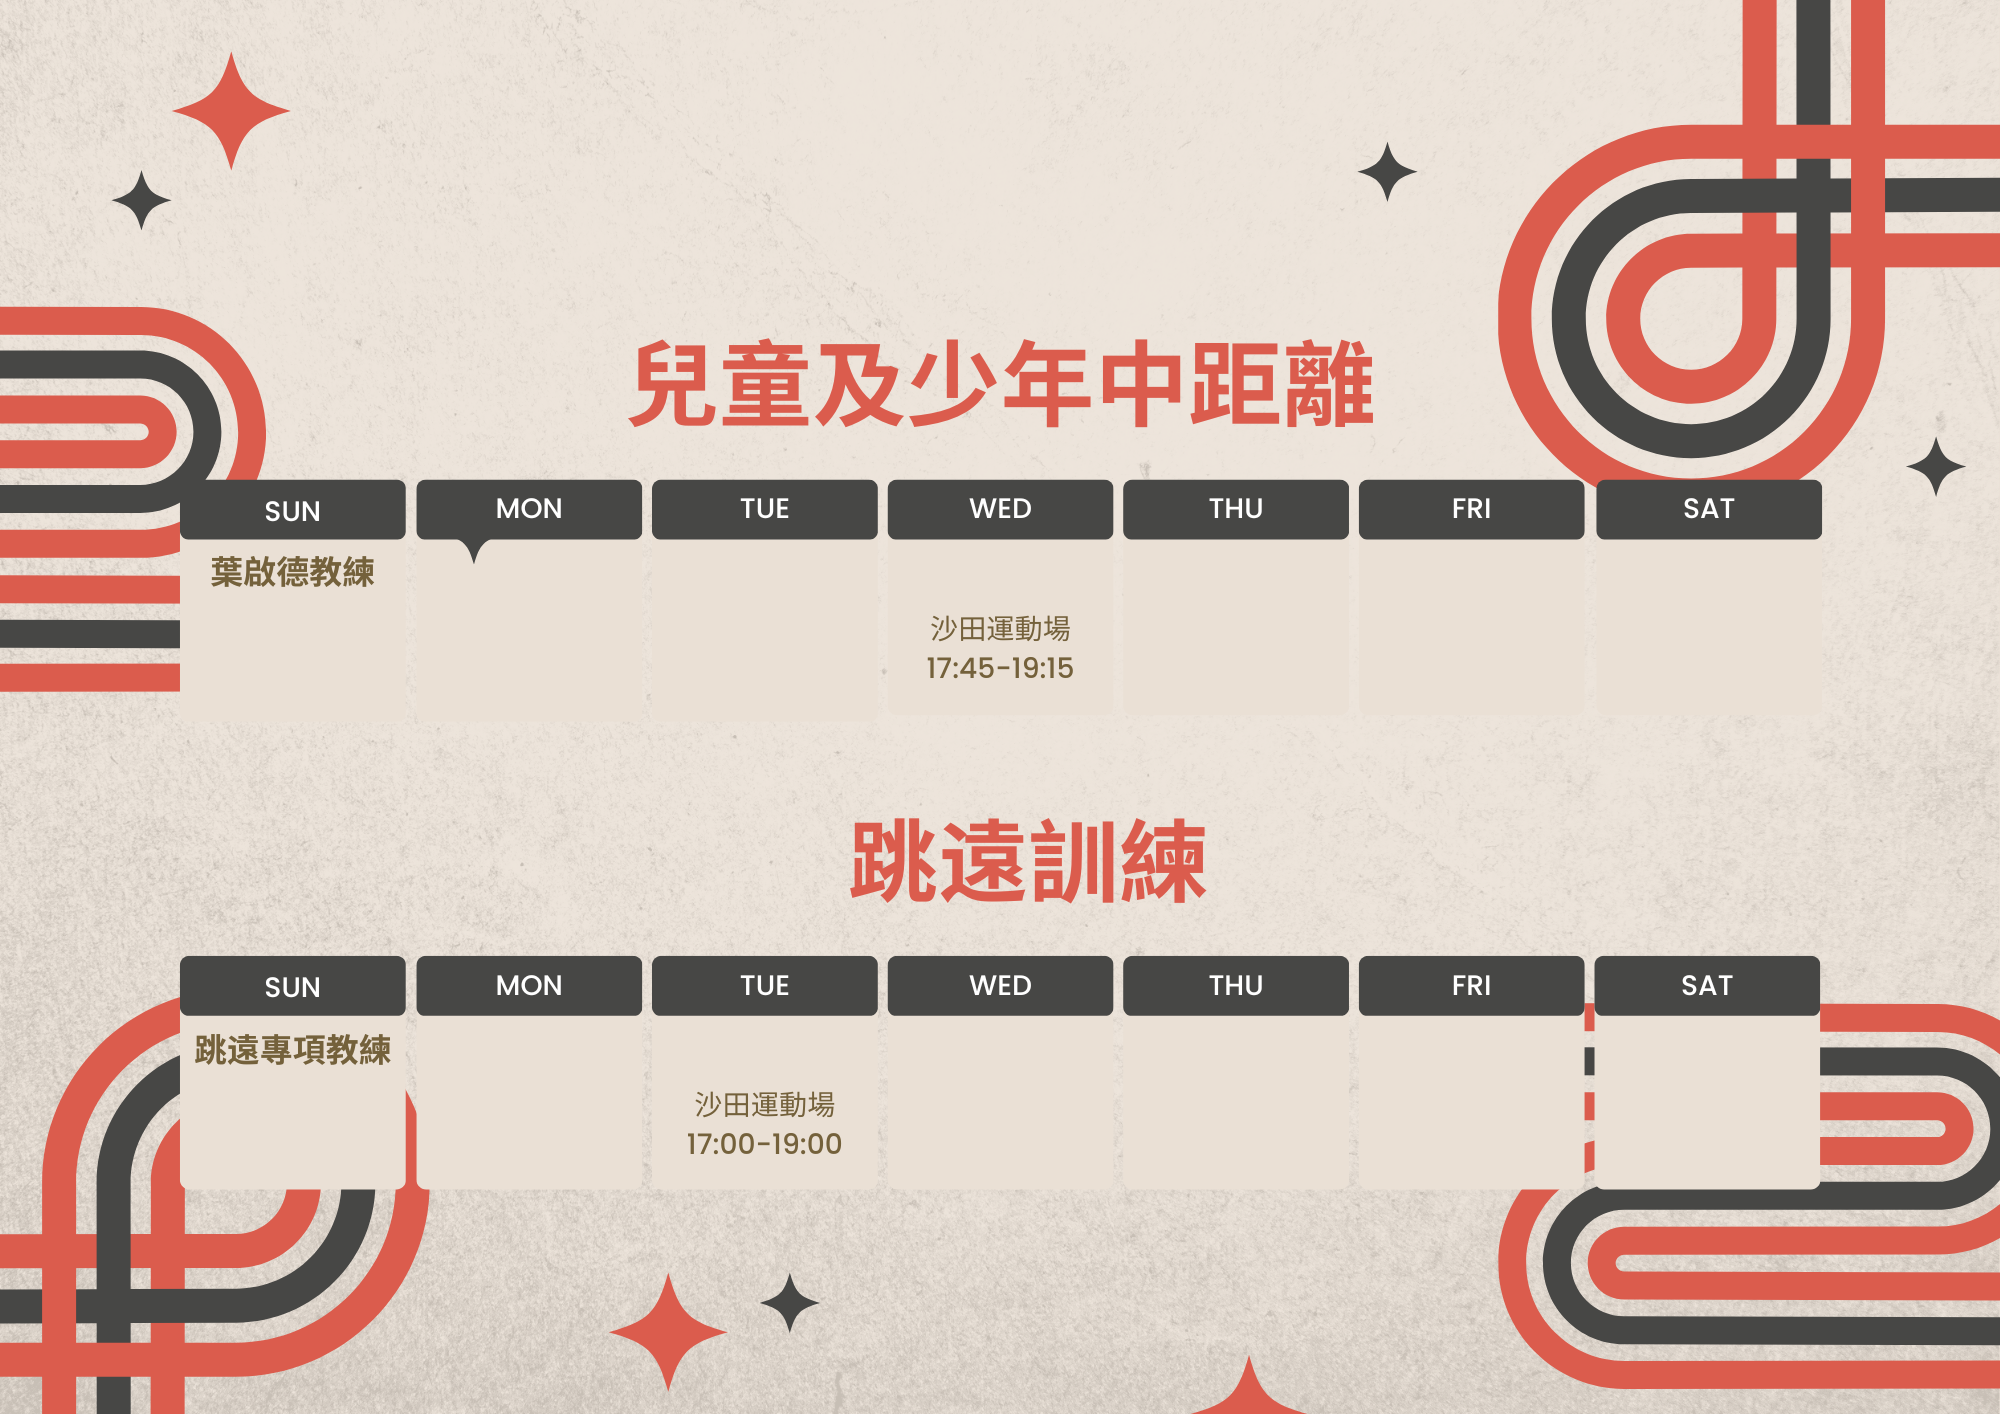 兒童及少年中距離
SUN MON TUE WED THU FRI SAT
葉啟德教練
沙田運動場
17:45-19:15
跳遠訓練
SUN MON TUE WED THU FRI SAT
跳遠專項教練
沙田運動場
17:00-19:00